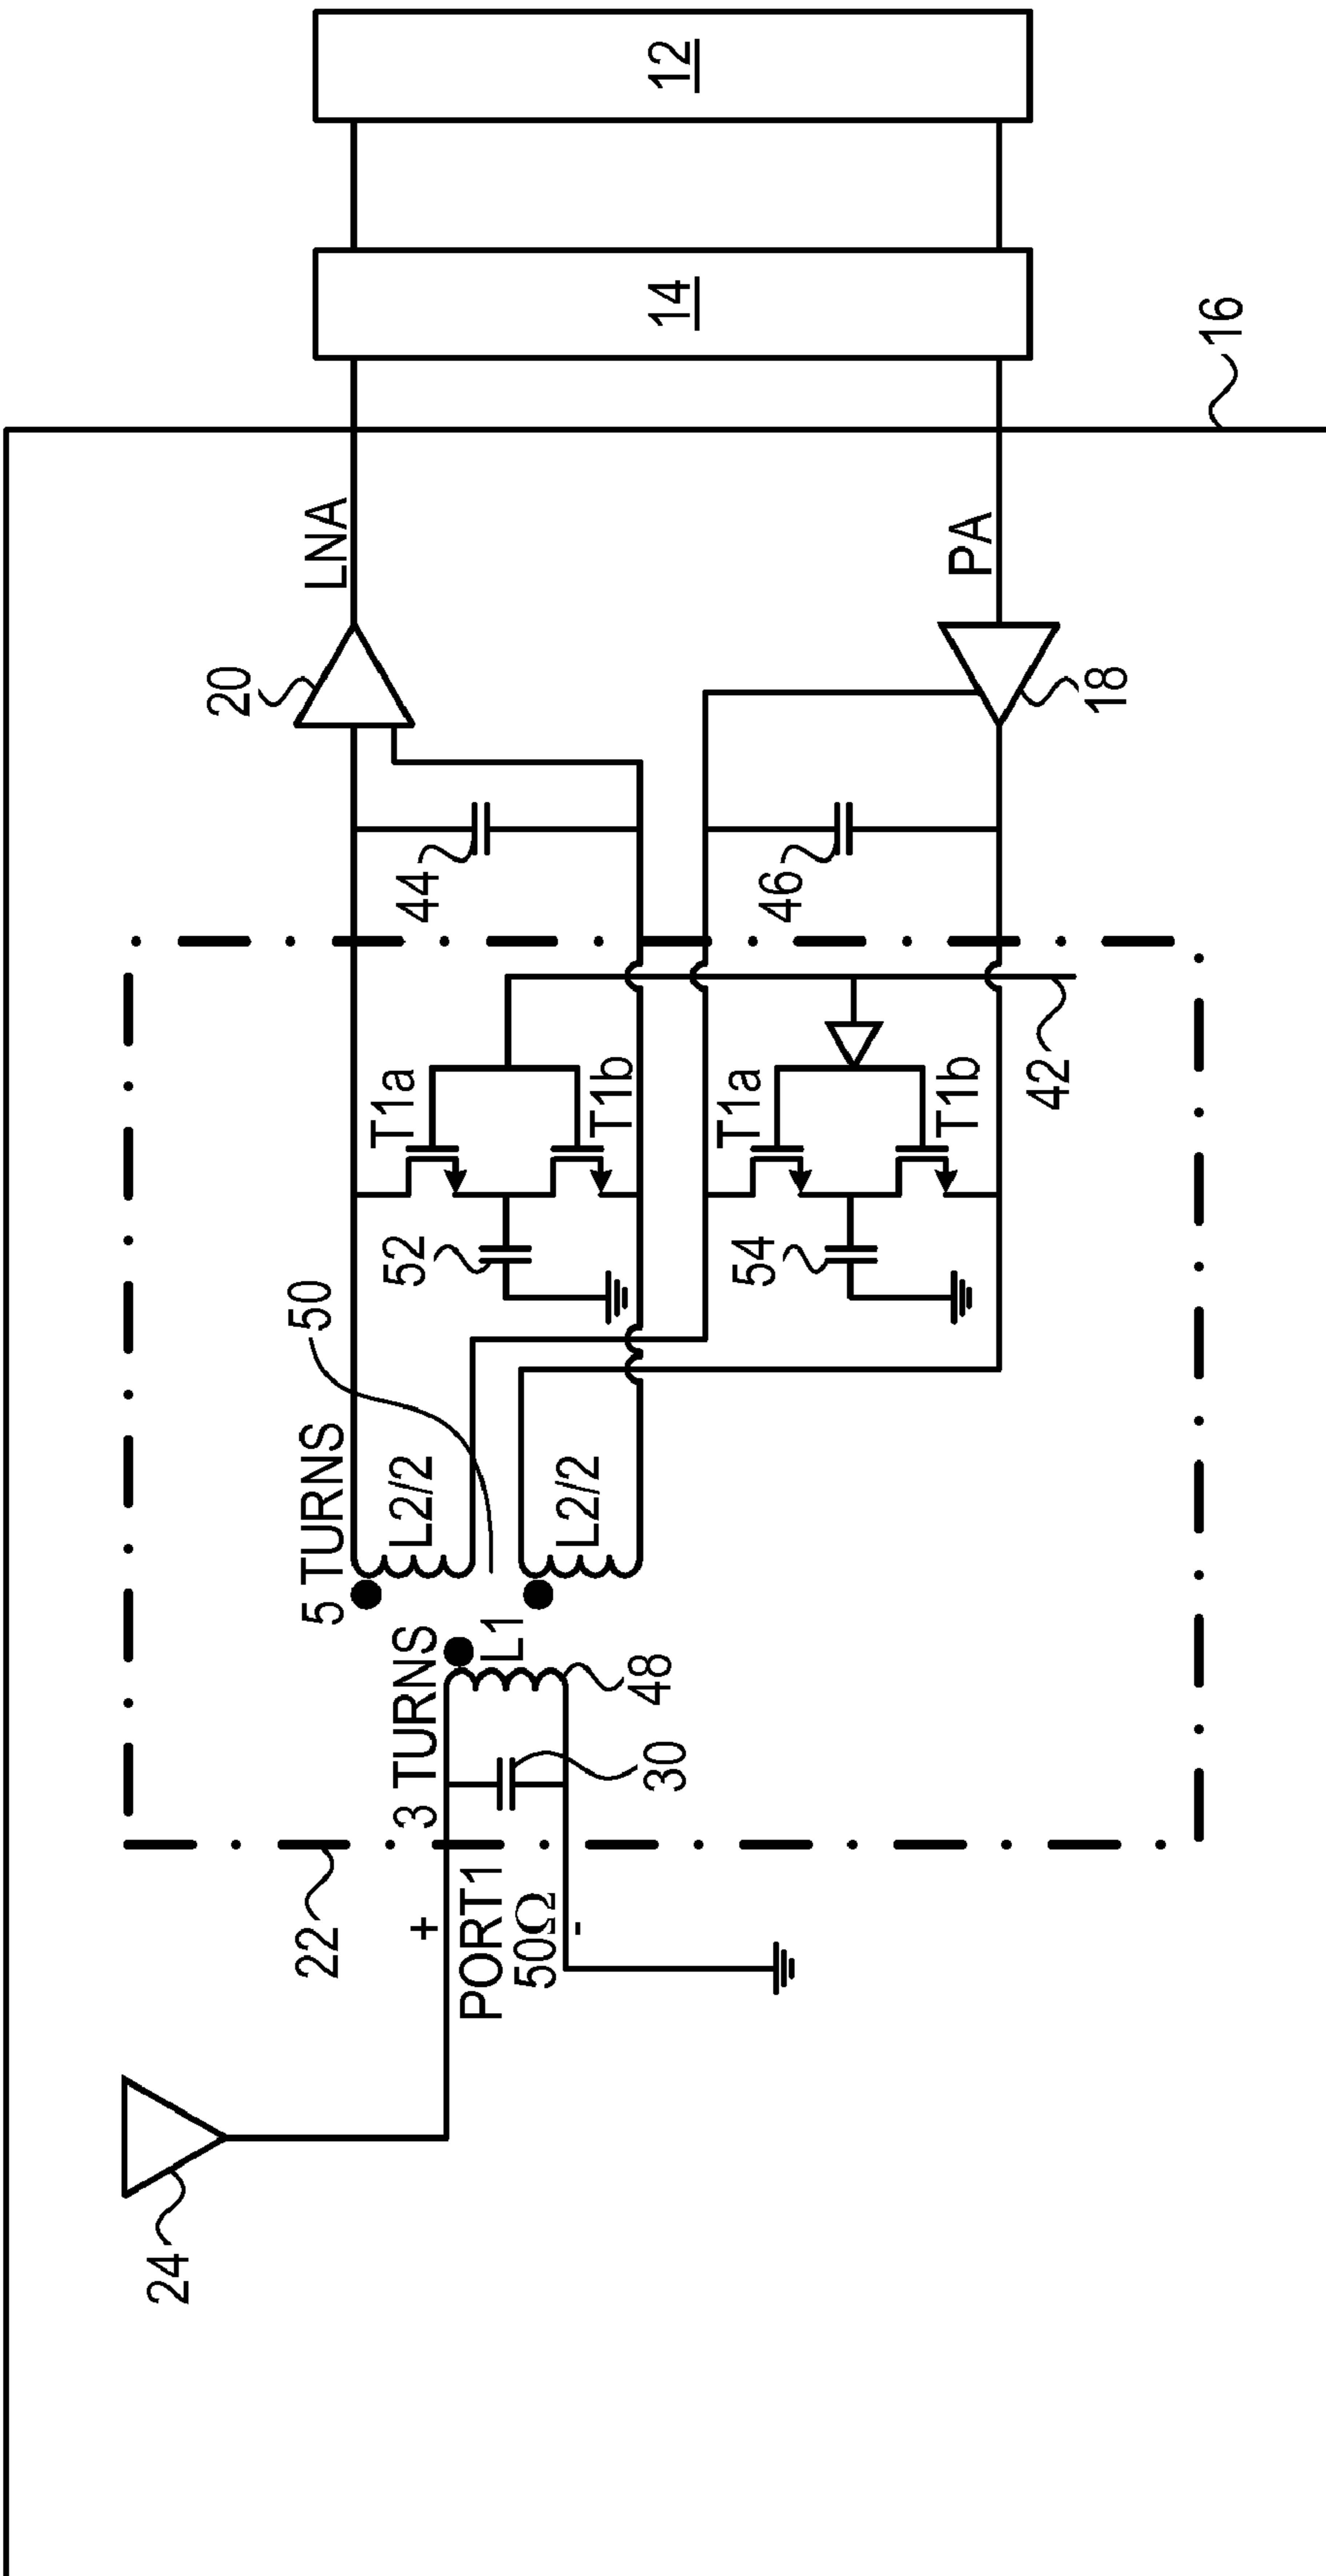 24
22
+
PORT1
50Ω
-
3 TURNS
30
48
L1
5 TURNS
L2/2
L2/2
50
52
T1a
T1b
54
T1a
T1b
42
44
46
20
LNA
18
PA
16
14
12